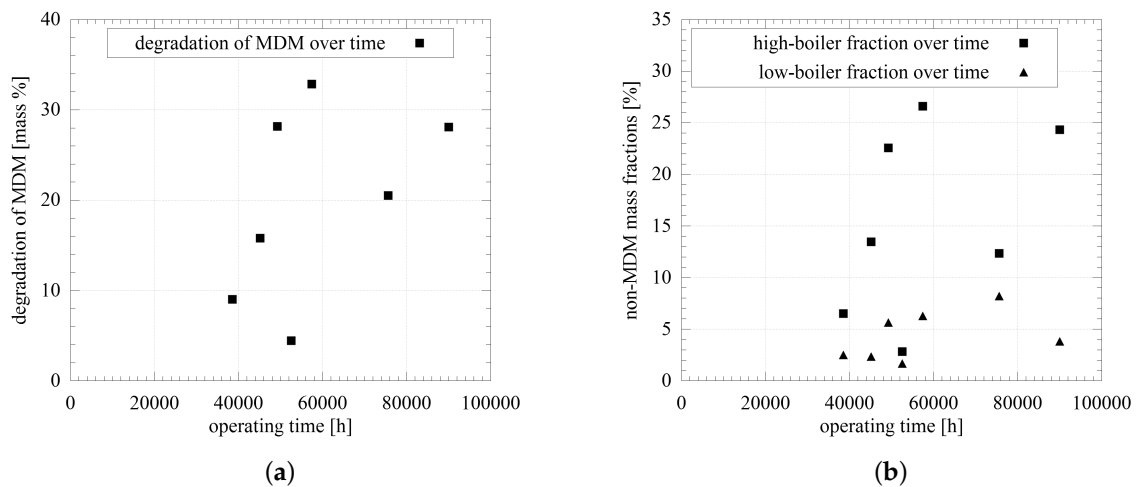 degradation of MDM over time
degradation of MDM [mass %]
40
30
20
10
0
0 20000 40000 60000 80000 100000
operating time [h]
(a)
high-boiler fraction over time
low-boiler fraction over time
non-MDM mass fractions [%]
35
30
25
20
15
10
5
0
0 20000 40000 60000 80000 100000
operating time [h]
(b)